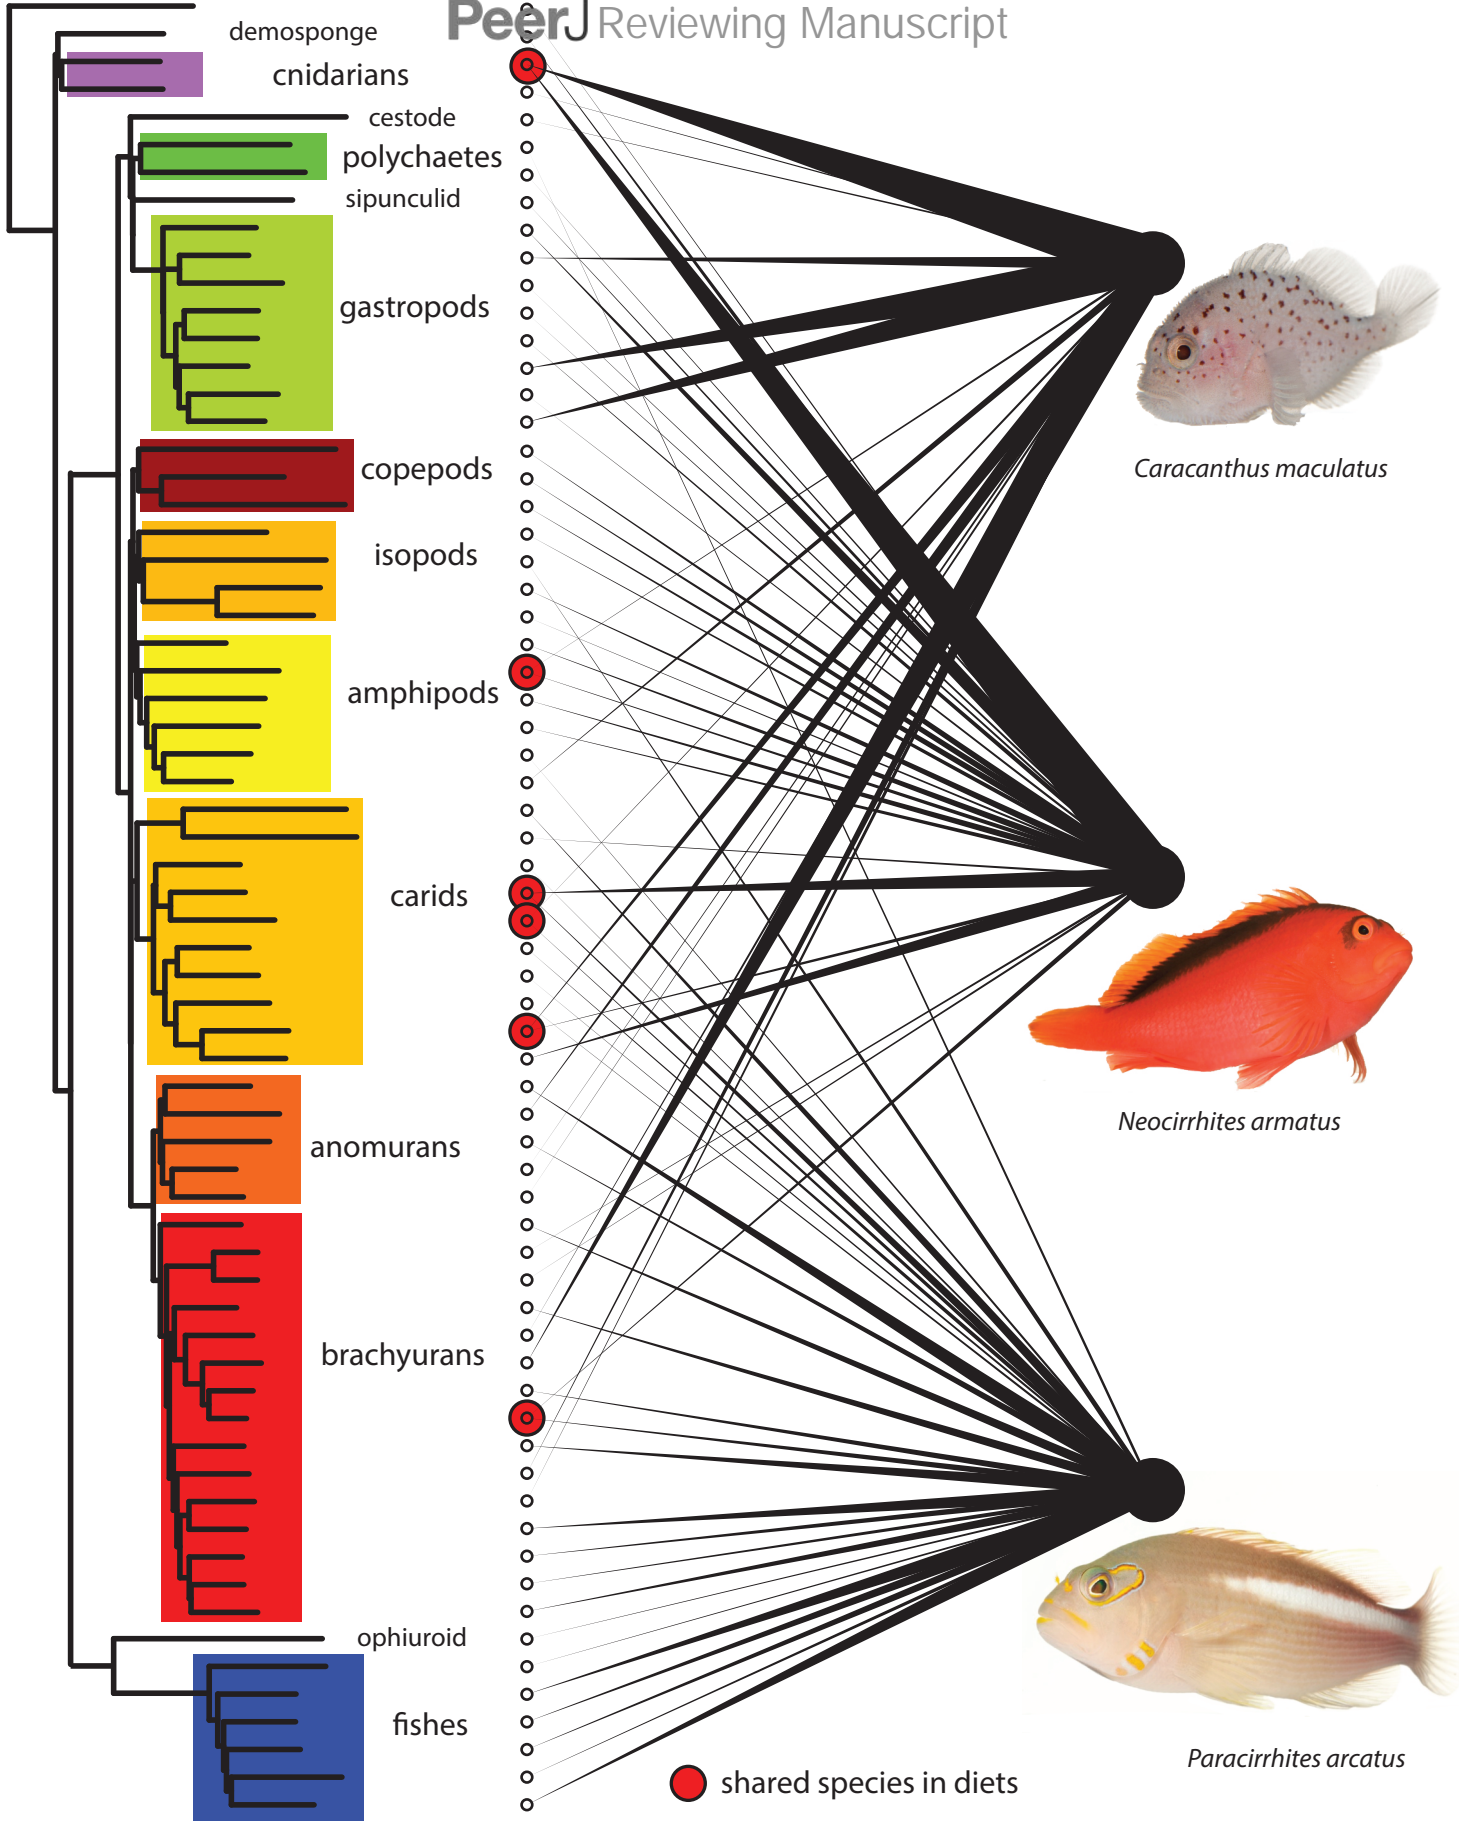 PeerJ Reviewing Manuscript
demosponge
cnidarians
cestode
polychaetes
sipunculid
gastropods
copepods
isopods
amphipods
carids
anomurans
brachyurans
ophiuroid
fishes
Caracanthus maculatus
Neocirrhites armatus
Paracirrhites arcatus
shared species in diets